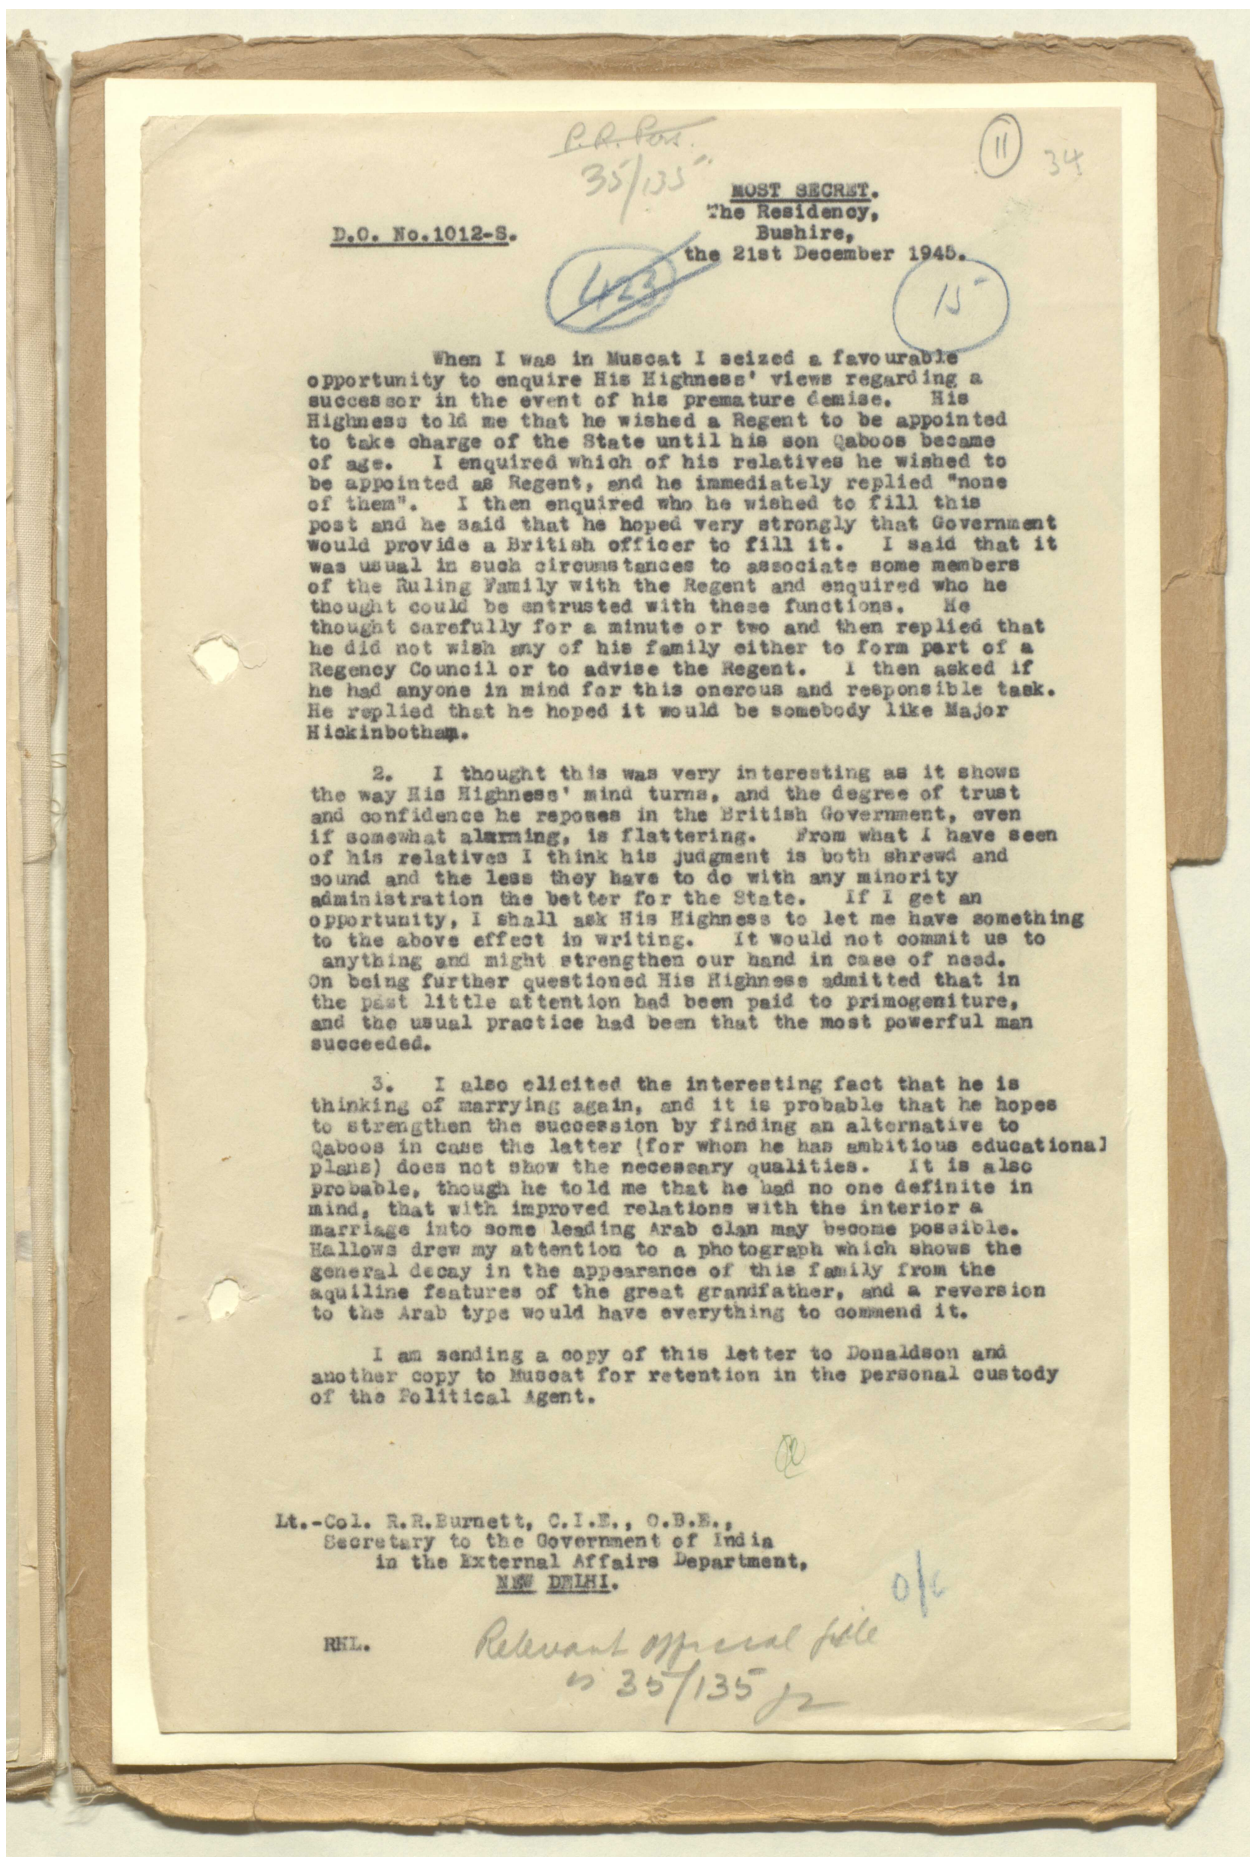 P.R. Pers.
35/135
11
34
MOST SECRET.
The Residency,
D.O. No.1012-S.
Bushire,
the 21st December 1945.
423
15
When I was in Muscat I seized a favourable
opportunity to enquire His Highness' views regarding a
successor in the event of his premature demise. His
Highness told me that he wished a Regent to be appointed
to take charge of the State until his son Qaboos became
of age. I enquired which of his relatives he wished to
be appointed as Regent, and he immediately replied "none
of them". I then enquired who he wished to fill this
post and he said that he hoped very strongly that Government
would provide a British officer to fill it. I said that it
was usual in such circumstances to associate some members
of the Ruling Family with the Regent and enquired who he
thought could be entrusted with these functions. He
thought carefully for a minute or two and then replied that
he did not wish any of his family either to form part of a
Regency Council or to advise the Regent. I then asked if
he had anyone in mind for this onerous and responsible task.
He replied that he hoped it would be somebody like Major
Hickinbotham.
2. I thought this was very interesting as it shows
the way His Highness' mind turns, and the degree of trust
and confidence he reposes in the British Government, even
if somewhat alarming, is flattering. From what I have seen
of his relatives I think his judgment is both shrewd and
sound and the less they have to do with any minority
administration the better for the State. If I get an
opportunity, I shall ask His Highness to let me have something
to the above effect in writing. It would not commit us to
anything and might strengthen our hand in case of need.
On being further questioned His Highness admitted that in
the past little attention had been paid to primogeniture,
and the usual practice had been that the most powerful man
succeeded.
3. I also elicited the interesting fact that he is
thinking of marrying again, and it is probable that he hopes
to strengthen the succession by finding an alternative to
Qaboos in case the latter (for whom he has ambitious educational
plans) does not show the necessary qualities. It is also
probable, though he told me that he had no one definite in
mind, that with improved relations with the interior a
marriage into some leading Arab clan may become possible.
Hallows drew my attention to a photograph which shows the
general decay in the appearance of this family from the
aquiline features of the great grandfather, and a reversion
to the Arab type would have everything to commend it.
I am sending a copy of this letter to Donaldson and
another copy to Muscat for retention in the personal custody
of the Political Agent.
Lt.-Col. R.R.Burnett, C.I.E., O.B.E.,
Secretary to the Government of India
in the External Affairs Department,
NEW DELHI.
o/c
RHL.
Relevant official file
is 35/135